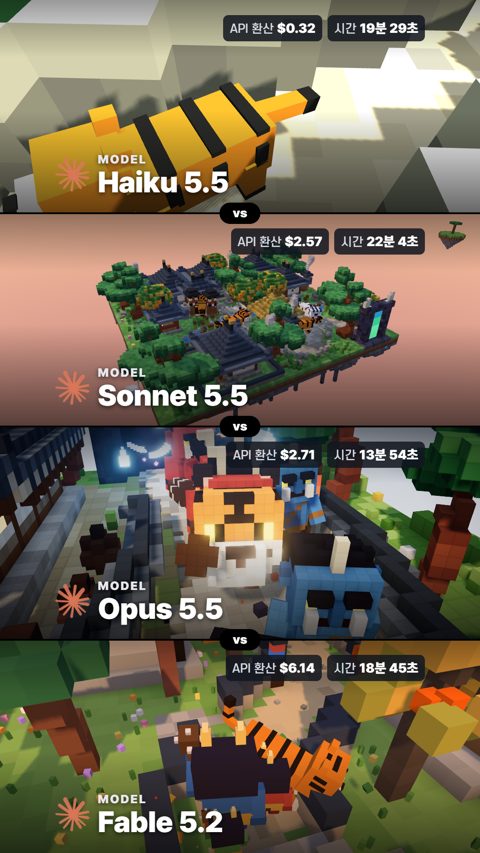 API 환산 $0.32 시간 19분 29초
MODEL
Haiku 5.5
vs
API 환산 $2.57 시간 22분 4초
MODEL
Sonnet 5.5
vs
API 환산 $2.71 시간 13분 54초
MODEL
Opus 5.5
vs
API 환산 $6.14 시간 18분 45초
MODEL
Fable 5.2